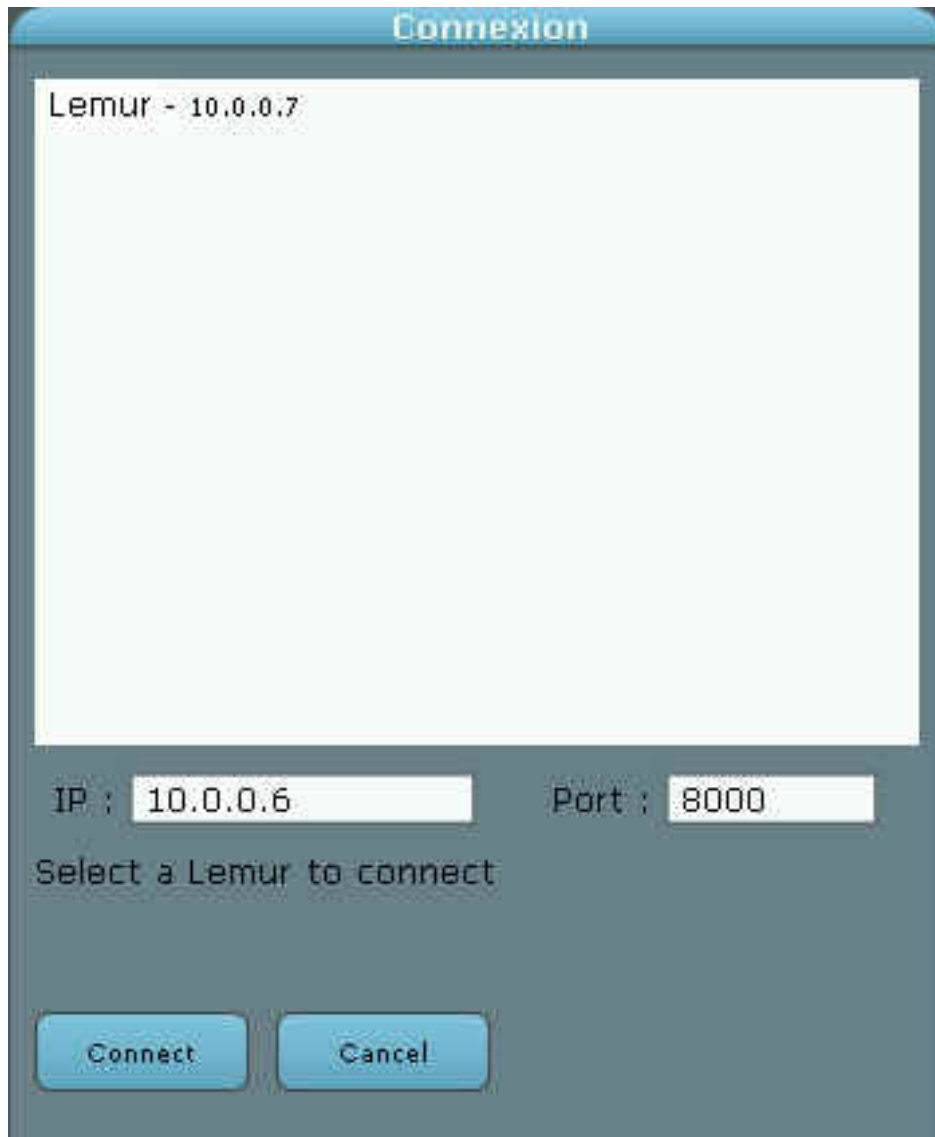 Connexion
Lemur - 10.0.0.7
IP : 10.0.0.6 Port : 8000
Select a Lemur to connect
Connect Cancel